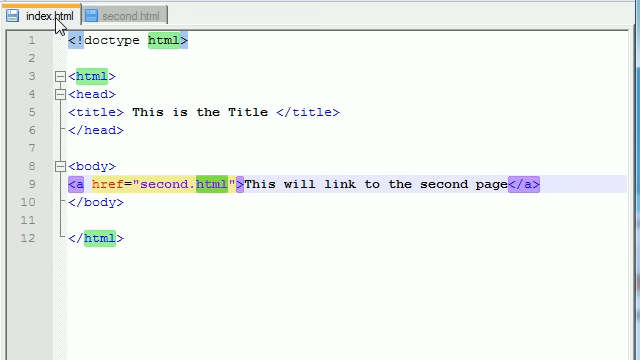 index.html second.html
1 <!doctype html>
2
3 <html>
4 <head>
5 <title> This is the Title </title>
6 </head>
7
8 <body>
9 <a href="second.html">This will link to the second page</a>
10 </body>
11
12 </html>